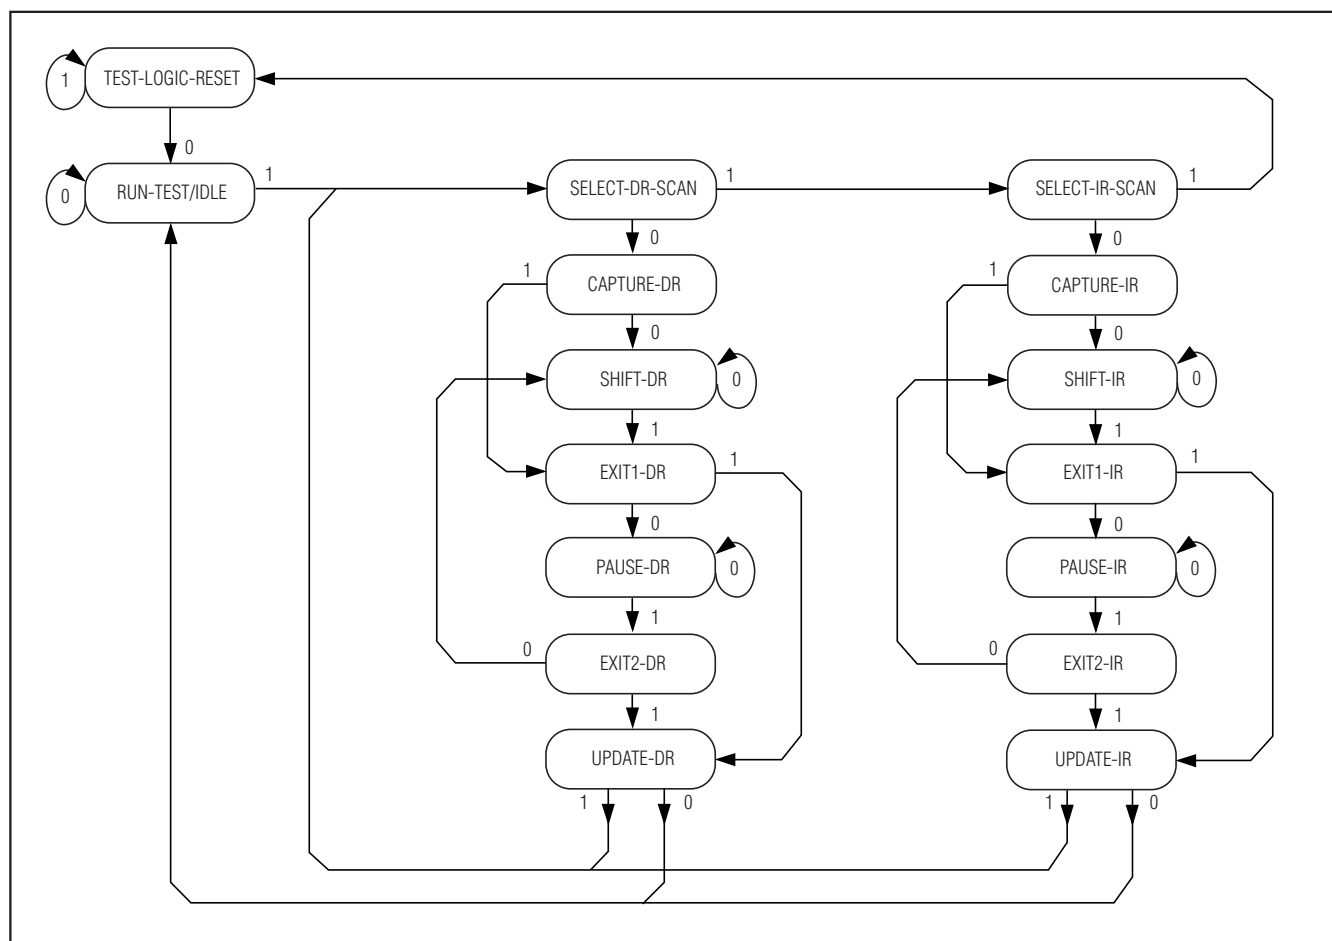 1
TEST-LOGIC-RESET
0
0
RUN-TEST/IDLE
1
SELECT-DR-SCAN
1
SELECT-IR-SCAN
1
0
0
1
CAPTURE-DR
1
CAPTURE-IR
0
0
SHIFT-DR
0
SHIFT-IR
0
1
1
EXIT1-DR
1
EXIT1-IR
1
0
0
PAUSE-DR
0
PAUSE-IR
0
1
1
0
EXIT2-DR
0
EXIT2-IR
1
1
UPDATE-DR
UPDATE-IR
1
0
1
0